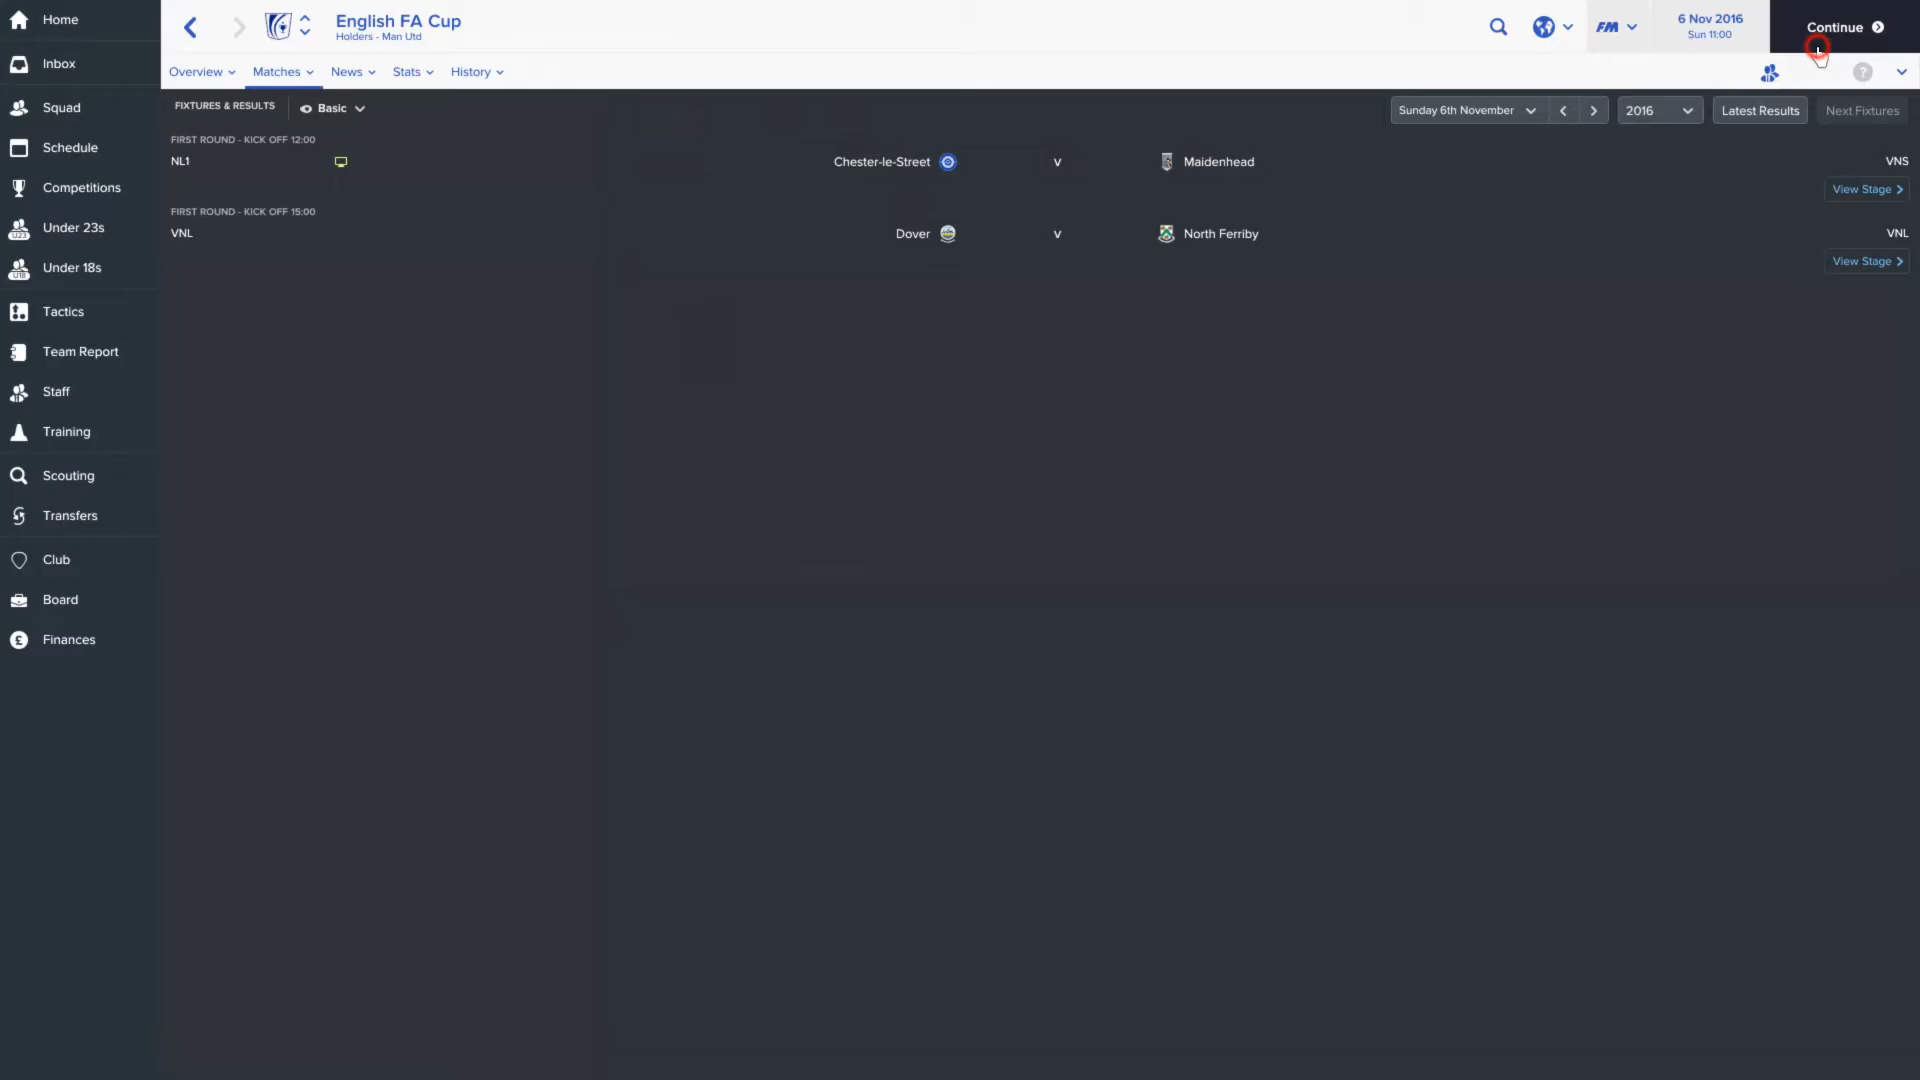 Home
Inbox
Squad
Schedule
Competitions
Under 23s
Under 18s
Tactics
Team Report
Staff
Training
Scouting
Transfers
Club
Board
Finances
English FA Cup
Holders - Man Utd
FM
6 Nov 2016
Sun 11:00
Continue
Overview Matches News Stats History
FIXTURES & RESULTS Basic
Sunday 6th November 2016 Latest Results Next Fixtures
FIRST ROUND - KICK OFF 12:00
NL1 Chester-le-Street v Maidenhead VNS
View Stage
FIRST ROUND - KICK OFF 15:00
VNL Dover v North Ferriby VNL
View Stage